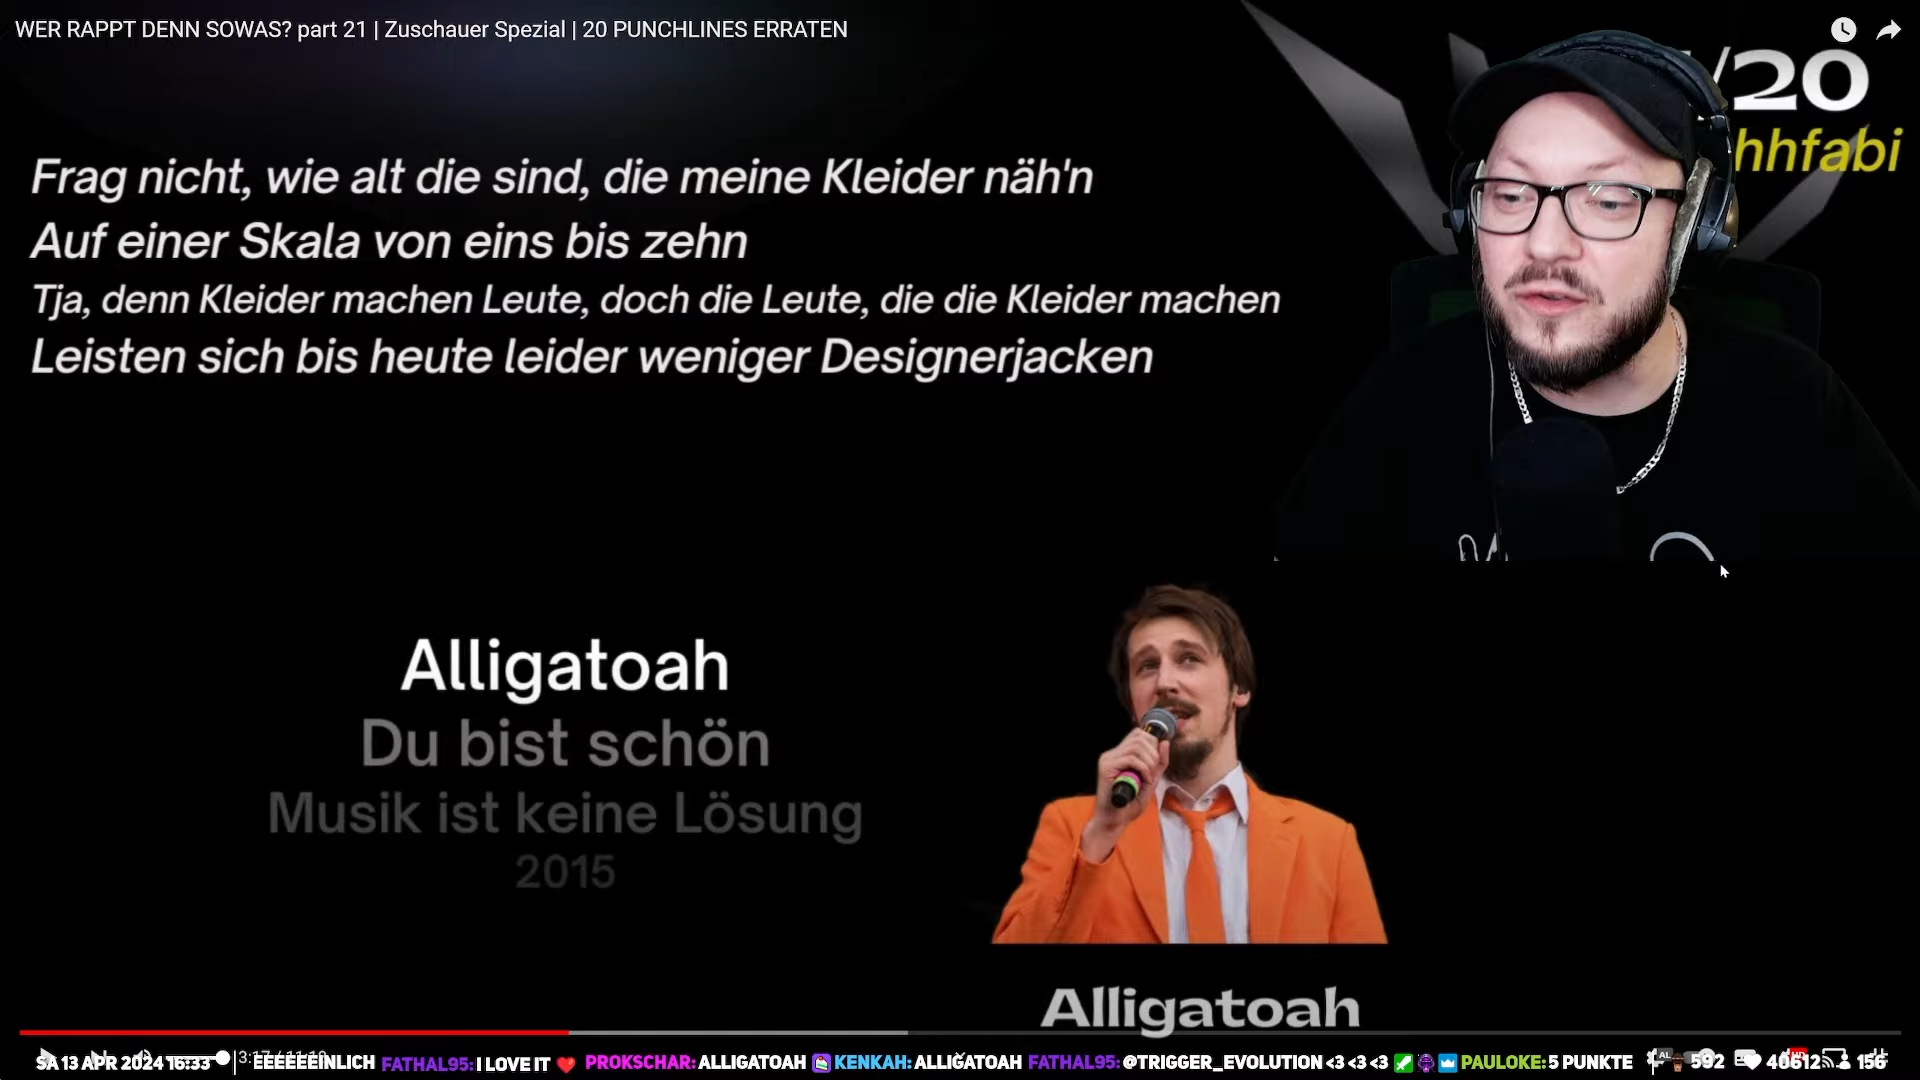 WER RAPPT DENN SOWAS? part 21 | Zuschauer Spezial | 20 PUNCHLINES ERRATEN
/20
hhfabi
Frag nicht, wie alt die sind, die meine Kleider näh'n
Auf einer Skala von eins bis zehn
Tja, denn Kleider machen Leute, doch die Leute, die die Kleider machen
Leisten sich bis heute leider weniger Designerjacken
Alligatoah
Du bist schön
Musik ist keine Lösung
2015
Alligatoah
SA 13 APR 2024 16:33 EEEEEEINLICH FATHAL95: I LOVE IT PROKSCHAR: ALLIGATOAH KENKAH: ALLIGATOAH FATHAL95: @TRIGGER_EVOLUTION <3 <3 <3 PAULOKE: 5 PUNKTE 592 40612 156